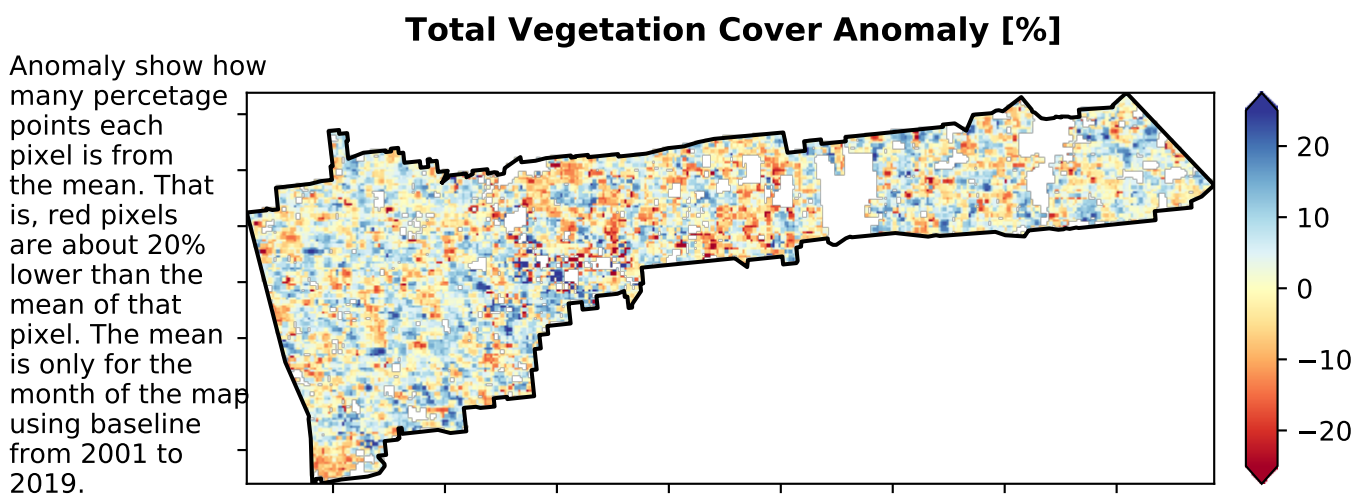 Total Vegetation Cover Anomaly [%]
Anomaly show how
many percetage
points each
pixel is from
the mean. That
is, red pixels
are about 20%
lower than the
mean of that
pixel. The mean
is only for the
month of the map
using baseline
from 2001 to
2019.
20
10
0
−10
−20